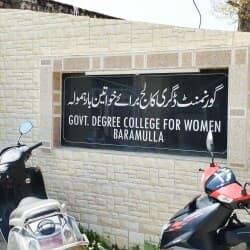 گورنمنٹ ڈگری کالج برائے خواتین بارہمولہ
GOVT. DEGREE COLLEGE FOR WOMEN
BARAMULLA